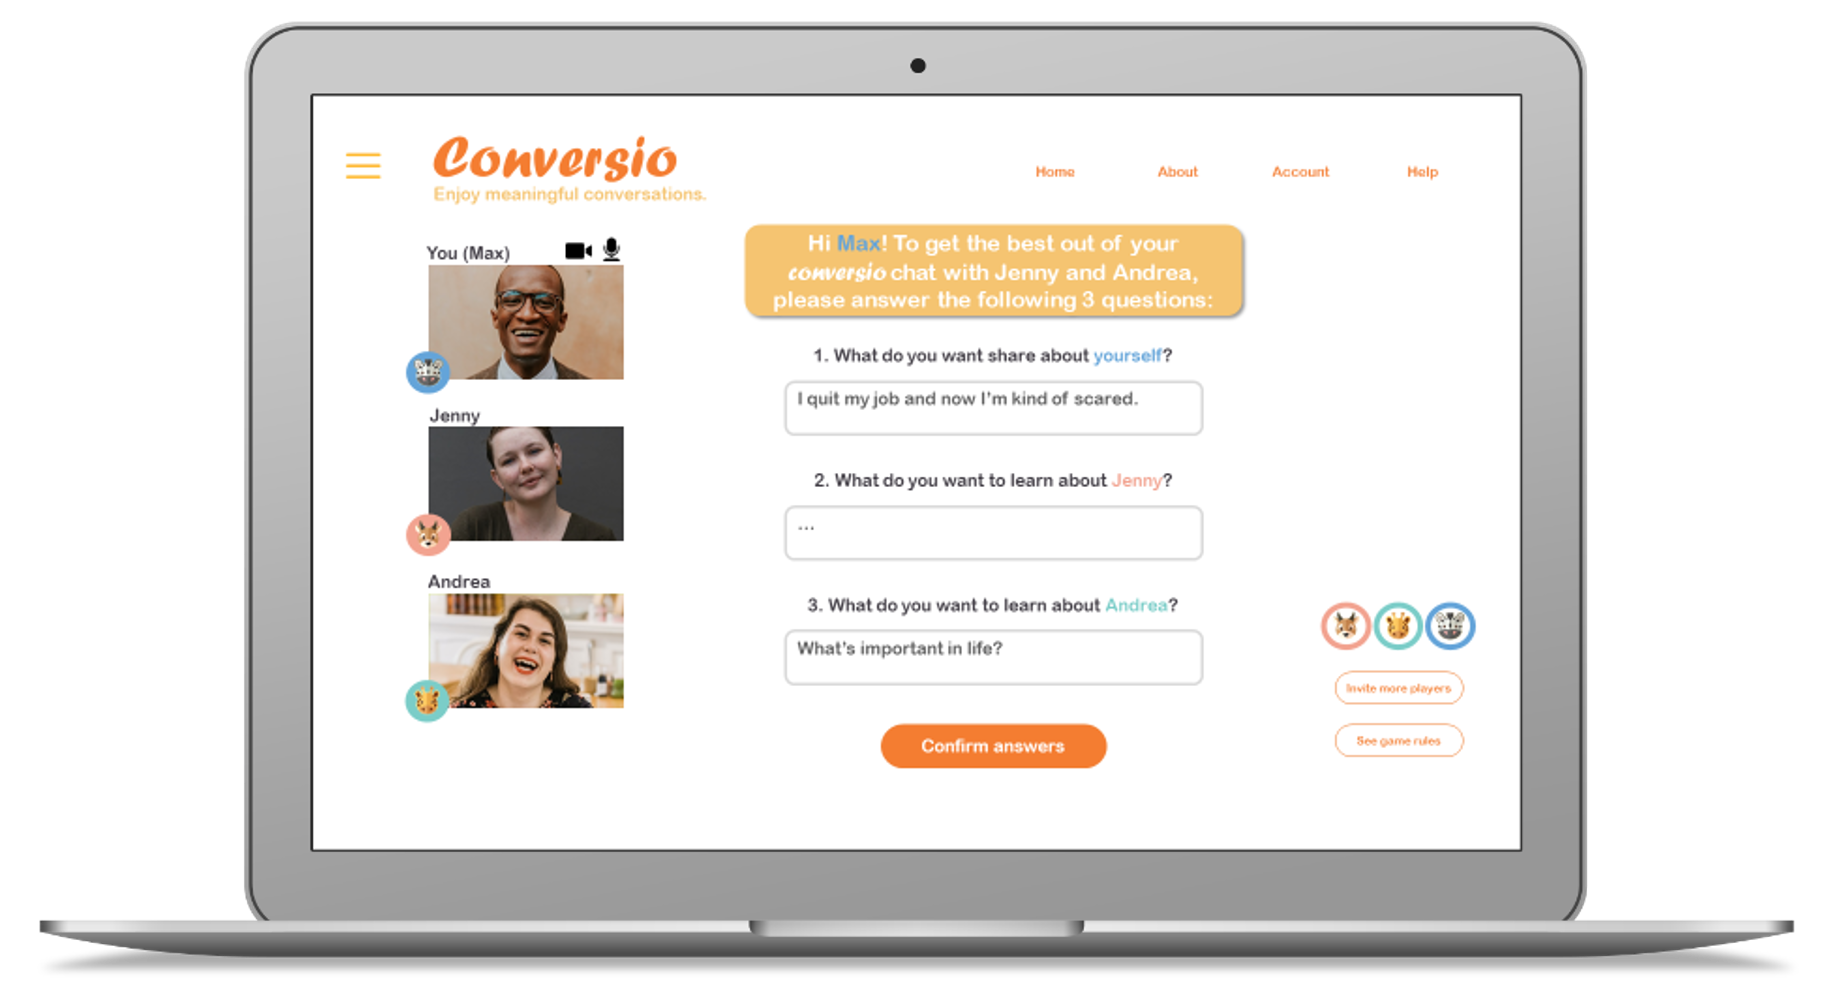 Conversio
Enjoy meaningful conversations.
Home
About
Account
Help
You (Max)
Jenny
Andrea
Hi Max! To get the best out of your
conversio chat with Jenny and Andrea,
please answer the following 3 questions:
1. What do you want share about yourself?
I quit my job and now I'm kind of scared.
2. What do you want to learn about Jenny?
...
3. What do you want to learn about Andrea?
What's important in life?
Confirm answers
Invite more players
See game rules